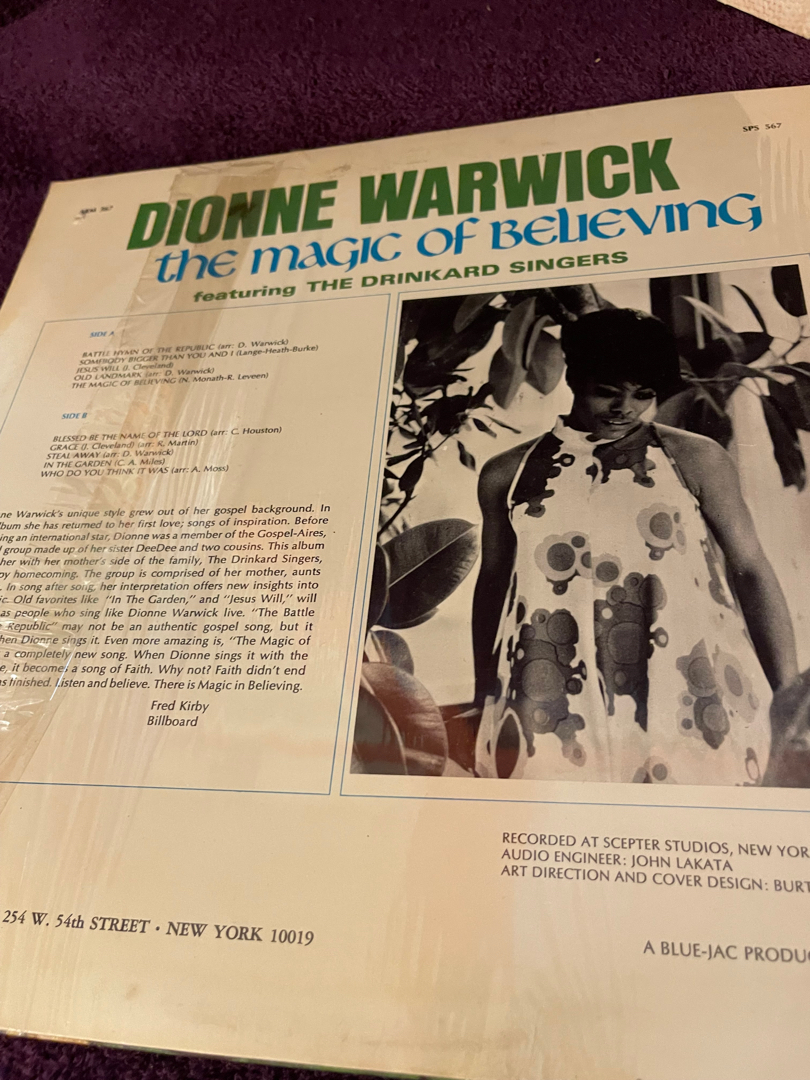 SPS 567
DIONNE WARWICK
the MAGIC OF BELIEVING
featuring THE DRINKARD SINGERS
SIDE A
BATTLE HYMN OF THE REPUBLIC (arr: D. Warwick)
SOMEBODY BIGGER THAN YOU AND I (Lange-Heath-Burke)
JESUS WILL (J. Cleveland)
OLD LANDMARK (arr: D. Warwick)
THE MAGIC OF BELIEVING (N. Monath-R. Leveen)
SIDE B
BLESSED BE THE NAME OF THE LORD (arr: C. Houston)
GRACE (J. Cleveland) (arr: R. Martin)
STEAL AWAY (arr: D. Warwick)
IN THE GARDEN (C. A. Miles)
WHO DO YOU THINK IT WAS (arr: A. Moss)
ne Warwick's unique style grew out of her gospel background. In
lbum she has returned to her first love; songs of inspiration. Before
ing an international star, Dionne was a member of the Gospel-Aires,
l group made up of her sister DeeDee and two cousins. This album
her with her mother's side of the family, The Drinkard Singers,
py homecoming. The group is comprised of her mother, aunts
. In song after song, her interpretation offers new insights into
ic. Old favorites like "In The Garden," and "Jesus Will," will
as people who sing like Dionne Warwick live. "The Battle
e Republic" may not be an authentic gospel song, but it
hen Dionne sings it. Even more amazing is, "The Magic of
a completely new song. When Dionne sings it with the
e, it becomes a song of Faith. Why not? Faith didn't end
as finished. Listen and believe. There is Magic in Believing.
Fred Kirby
Billboard
RECORDED AT SCEPTER STUDIOS, NEW YOR
AUDIO ENGINEER: JOHN LAKATA
ART DIRECTION AND COVER DESIGN: BURT
254 W. 54th STREET • NEW YORK 10019
A BLUE-JAC PRODU